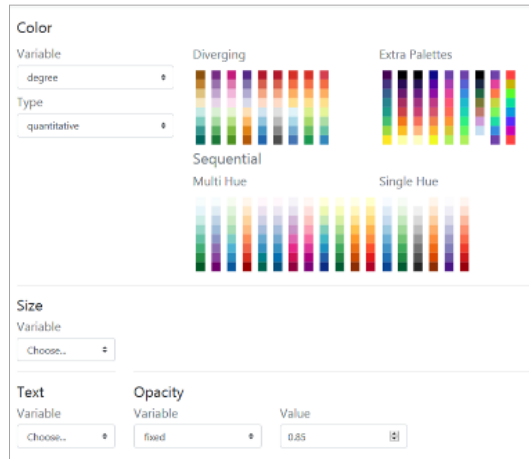 Color
Variable
degree
Type
quantitative
Diverging
Extra Palettes
Sequential
Multi Hue
Single Hue
Size
Variable
Choose...
Text
Variable
Choose...
Opacity
Variable
fixed
Value
0.85